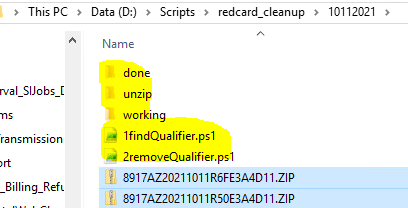 This PC > Data (D:) > Scripts > redcard_cleanup > 10112021
Name
done
unzip
rval_SIJobs_D
working
ms
1findQualifier.ps1
ransmission
2removeQualifier.ps1
ort
8917AZ20211011R6FE3A4D11.ZIP
_Billing_Refu
8917AZ20211011R50E3A4D11.ZIP